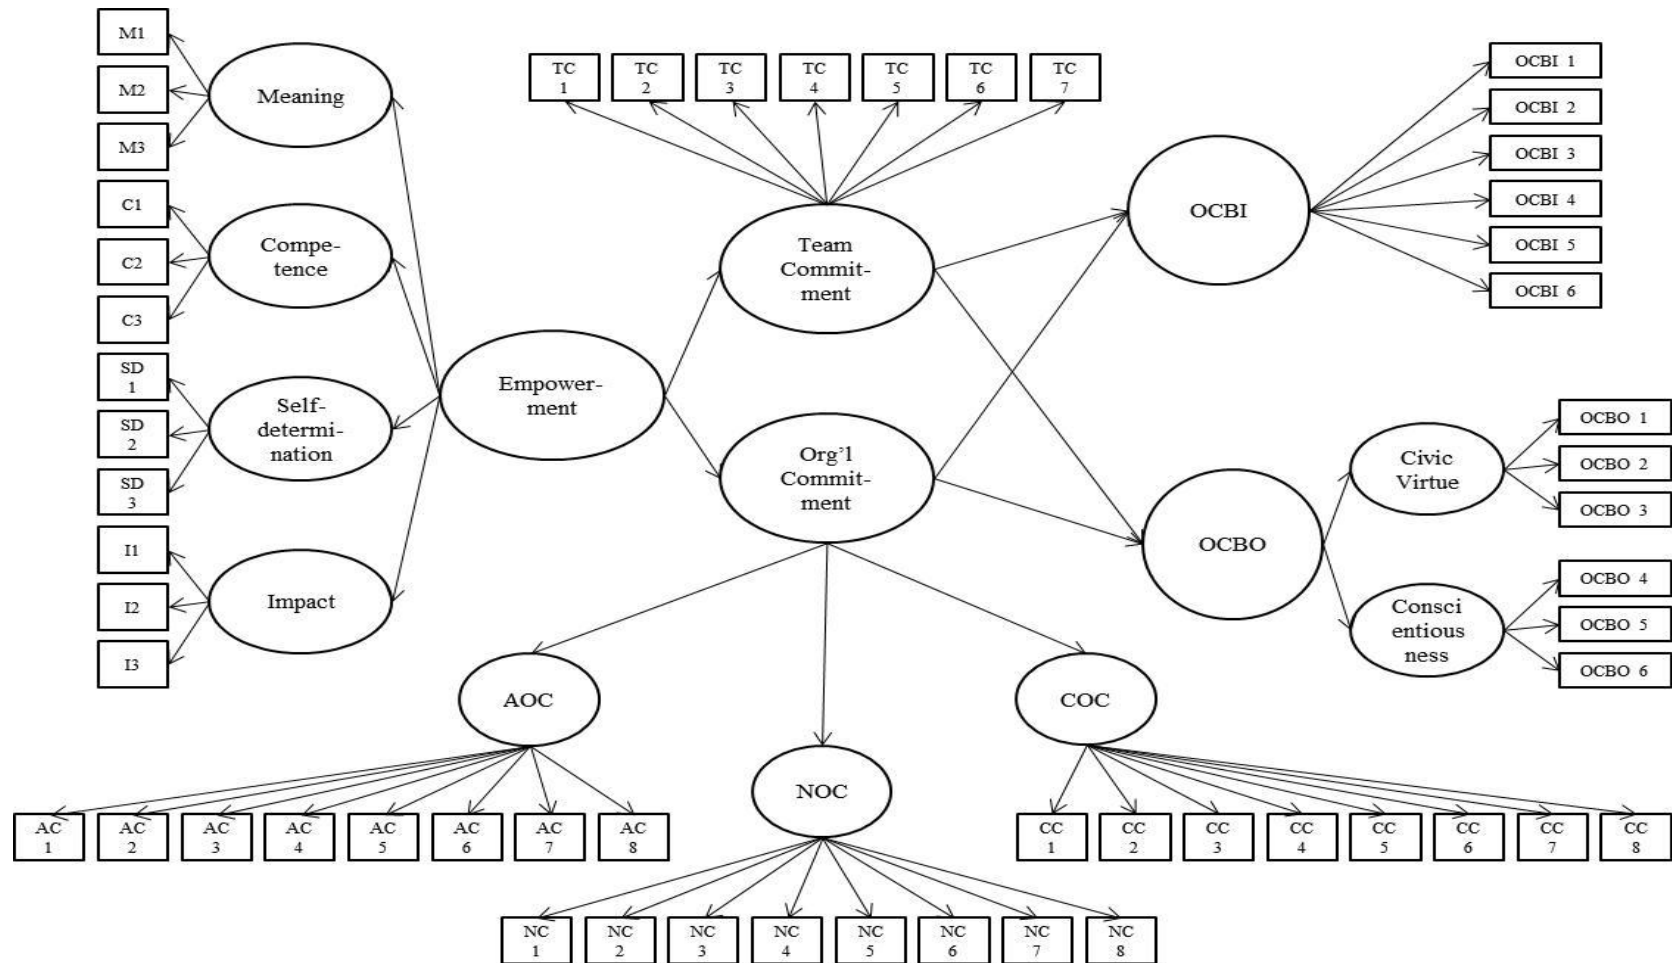 M1
M2
M3
C1
C2
C3
SD
1
SD
2
SD
3
I1
I2
I3
Meaning
Compe-
tence
Self-
determi-
nation
Impact
Empower-
ment
TC
1
TC
2
TC
3
TC
4
TC
5
TC
6
TC
7
Team
Commit-
ment
Org’l
Commit-
ment
OCBI
OCBI 1
OCBI 2
OCBI 3
OCBI 4
OCBI 5
OCBI 6
OCBO
Civic
Virtue
Consci
entious
ness
OCBO 1
OCBO 2
OCBO 3
OCBO 4
OCBO 5
OCBO 6
AOC
NOC
COC
AC
1
AC
2
AC
3
AC
4
AC
5
AC
6
AC
7
AC
8
CC
1
CC
2
CC
3
CC
4
CC
5
CC
6
CC
7
CC
8
NC
1
NC
2
NC
3
NC
4
NC
5
NC
6
NC
7
NC
8